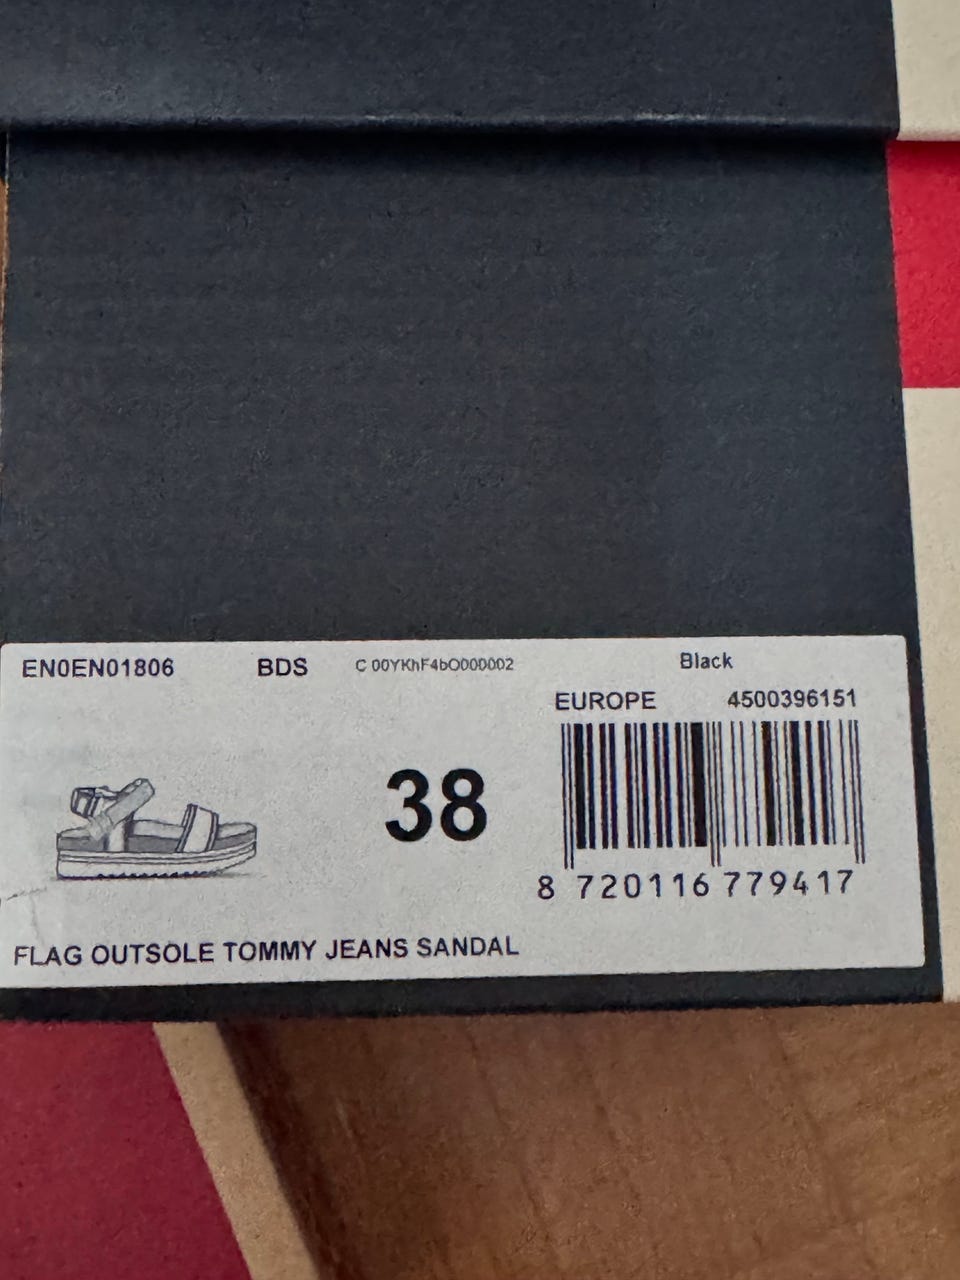 EN0EN01806 BDS C 00YKhF4bO000002 Black
EUROPE 4500396151
38
8 720116 779417
FLAG OUTSOLE TOMMY JEANS SANDAL